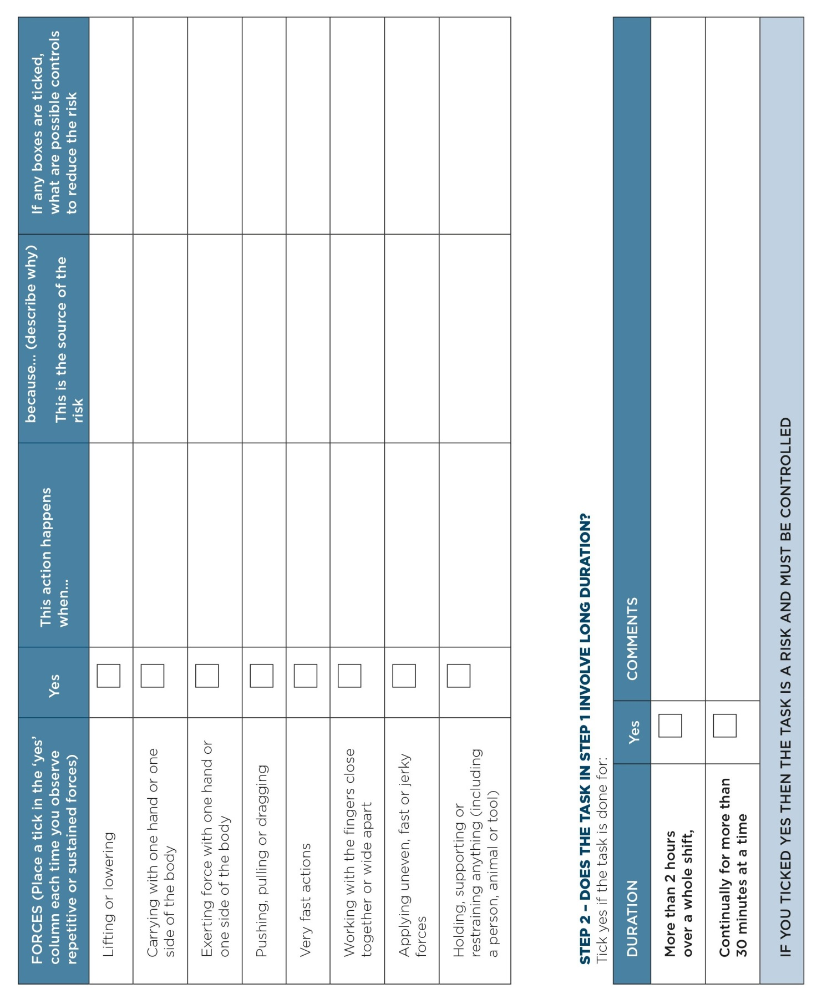 FORCES (Place a tick in the ‘yes’
column each time you observe
repetitive or sustained forces)
Yes
This action happens
when...
because... (describe why)
This is the source of the
risk
If any boxes are ticked,
what are possible controls
to reduce the risk
Lifting or lowering
Carrying with one hand or one
side of the body
Exerting force with one hand or
one side of the body
Pushing, pulling or dragging
Very fast actions
Working with the fingers close
together or wide apart
Applying uneven, fast or jerky
forces
Holding, supporting or
restraining anything (including
a person, animal or tool)
STEP 2 – DOES THE TASK IN STEP 1 INVOLVE LONG DURATION?
Tick yes if the task is done for:
DURATION
Yes
COMMENTS
More than 2 hours
over a whole shift,
Continually for more than
30 minutes at a time
IF YOU TICKED YES THEN THE TASK IS A RISK AND MUST BE CONTROLLED